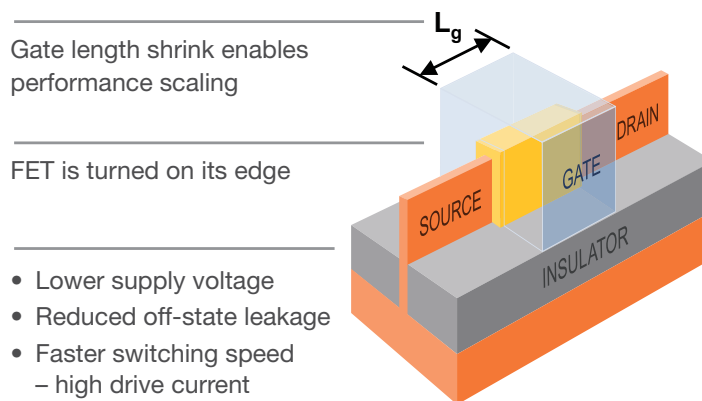 Gate length shrink enables
performance scaling
FET is turned on its edge
• Lower supply voltage
• Reduced off-state leakage
• Faster switching speed
– high drive current
Lg
DRAIN
GATE
SOURCE
INSULATOR